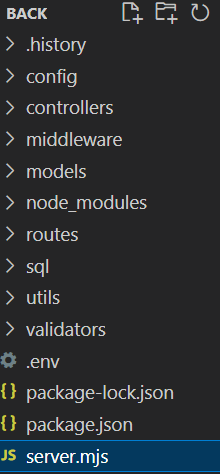 BACK
.history
config
controllers
middleware
models
node_modules
routes
sql
utils
validators
.env
{} package-lock.json
{} package.json
JS server.mjs